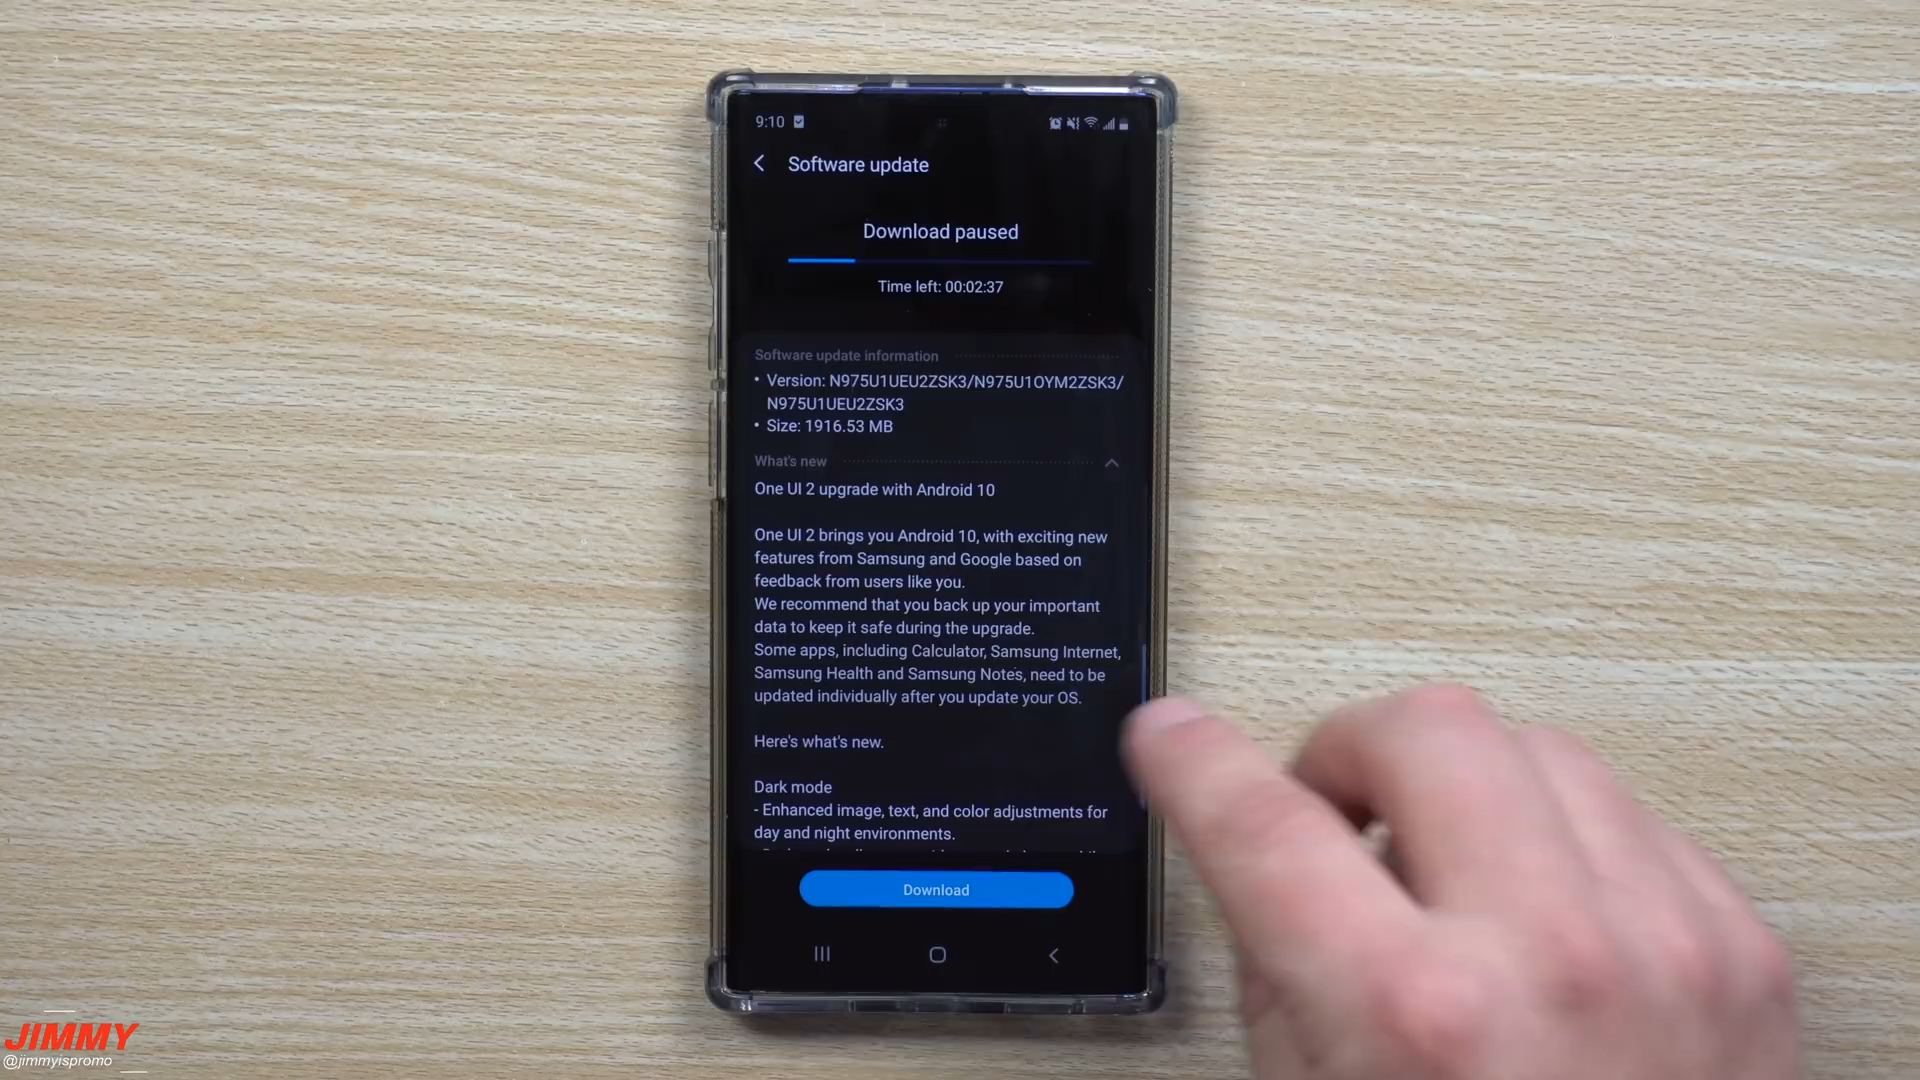 9:10
Software update
Download paused
Time left: 00:02:37
Software update information
• Version: N975U1UEU2ZSK3/N975U1OYM2ZSK3/
N975U1UEU2ZSK3
• Size: 1916.53 MB
What's new
One UI 2 upgrade with Android 10
One UI 2 brings you Android 10, with exciting new
features from Samsung and Google based on
feedback from users like you.
We recommend that you back up your important
data to keep it safe during the upgrade.
Some apps, including Calculator, Samsung Internet,
Samsung Health and Samsung Notes, need to be
updated individually after you update your OS.
Here's what's new.
Dark mode
- Enhanced image, text, and color adjustments for
day and night environments.
Download
JIMMY
@jimmyispromo